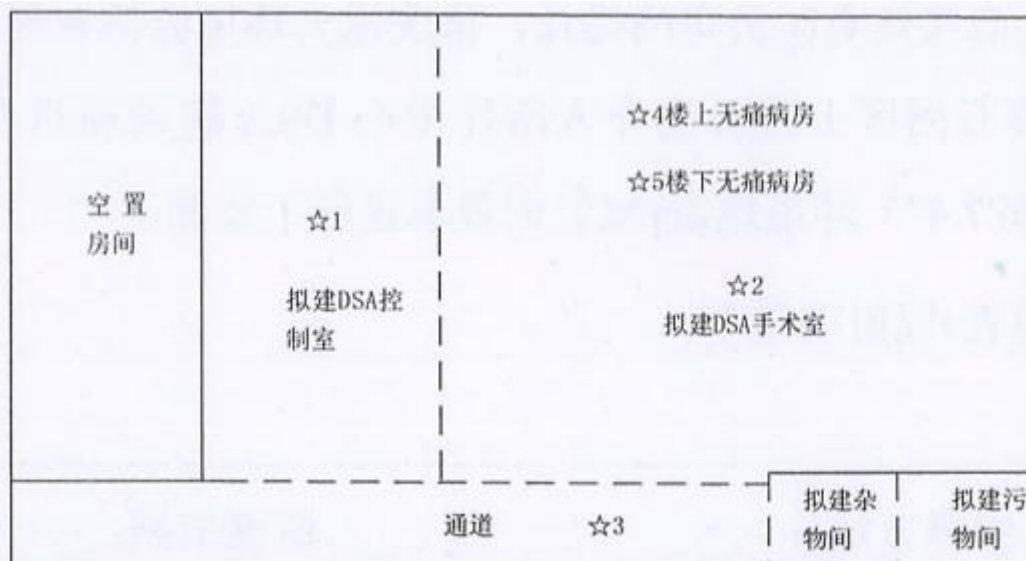 ☆4楼上无痛病房
☆5楼下无痛病房
空置
房间
☆1
拟建DSA控
制室
☆2
拟建DSA手术室
通道
☆3
拟建杂
物间
拟建污
物间